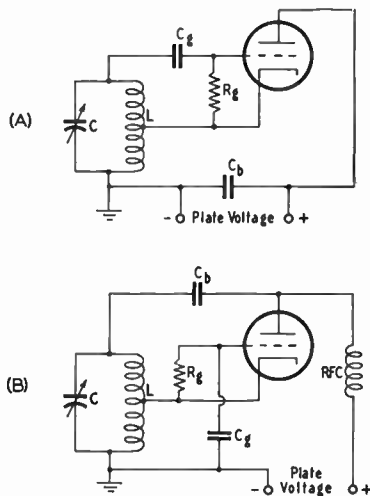 Cg
(A)
C
L
Rg
Cb
- Plate Voltage +
Cb
(B)
C
L
Rg
RFC
Cg
Plate
- Voltage +